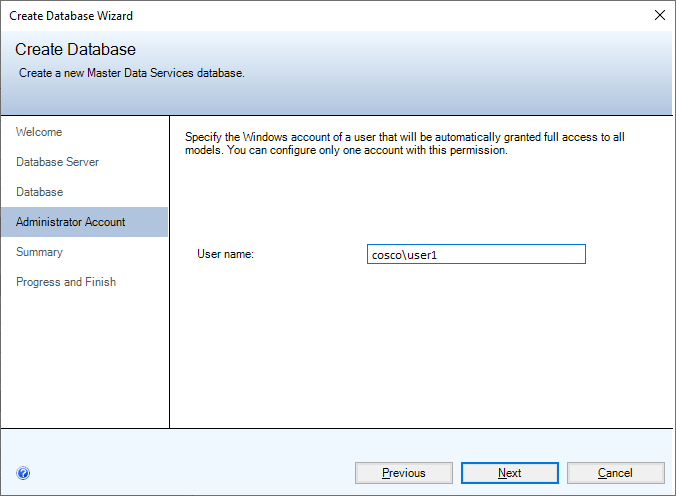 Create Database Wizard
Create Database
Create a new Master Data Services database.
Welcome
Database Server
Database
Administrator Account
Summary
Progress and Finish
Specify the Windows account of a user that will be automatically granted full access to all
models. You can configure only one account with this permission.
User name:
cosco\user1
?
Previous
Next
Cancel